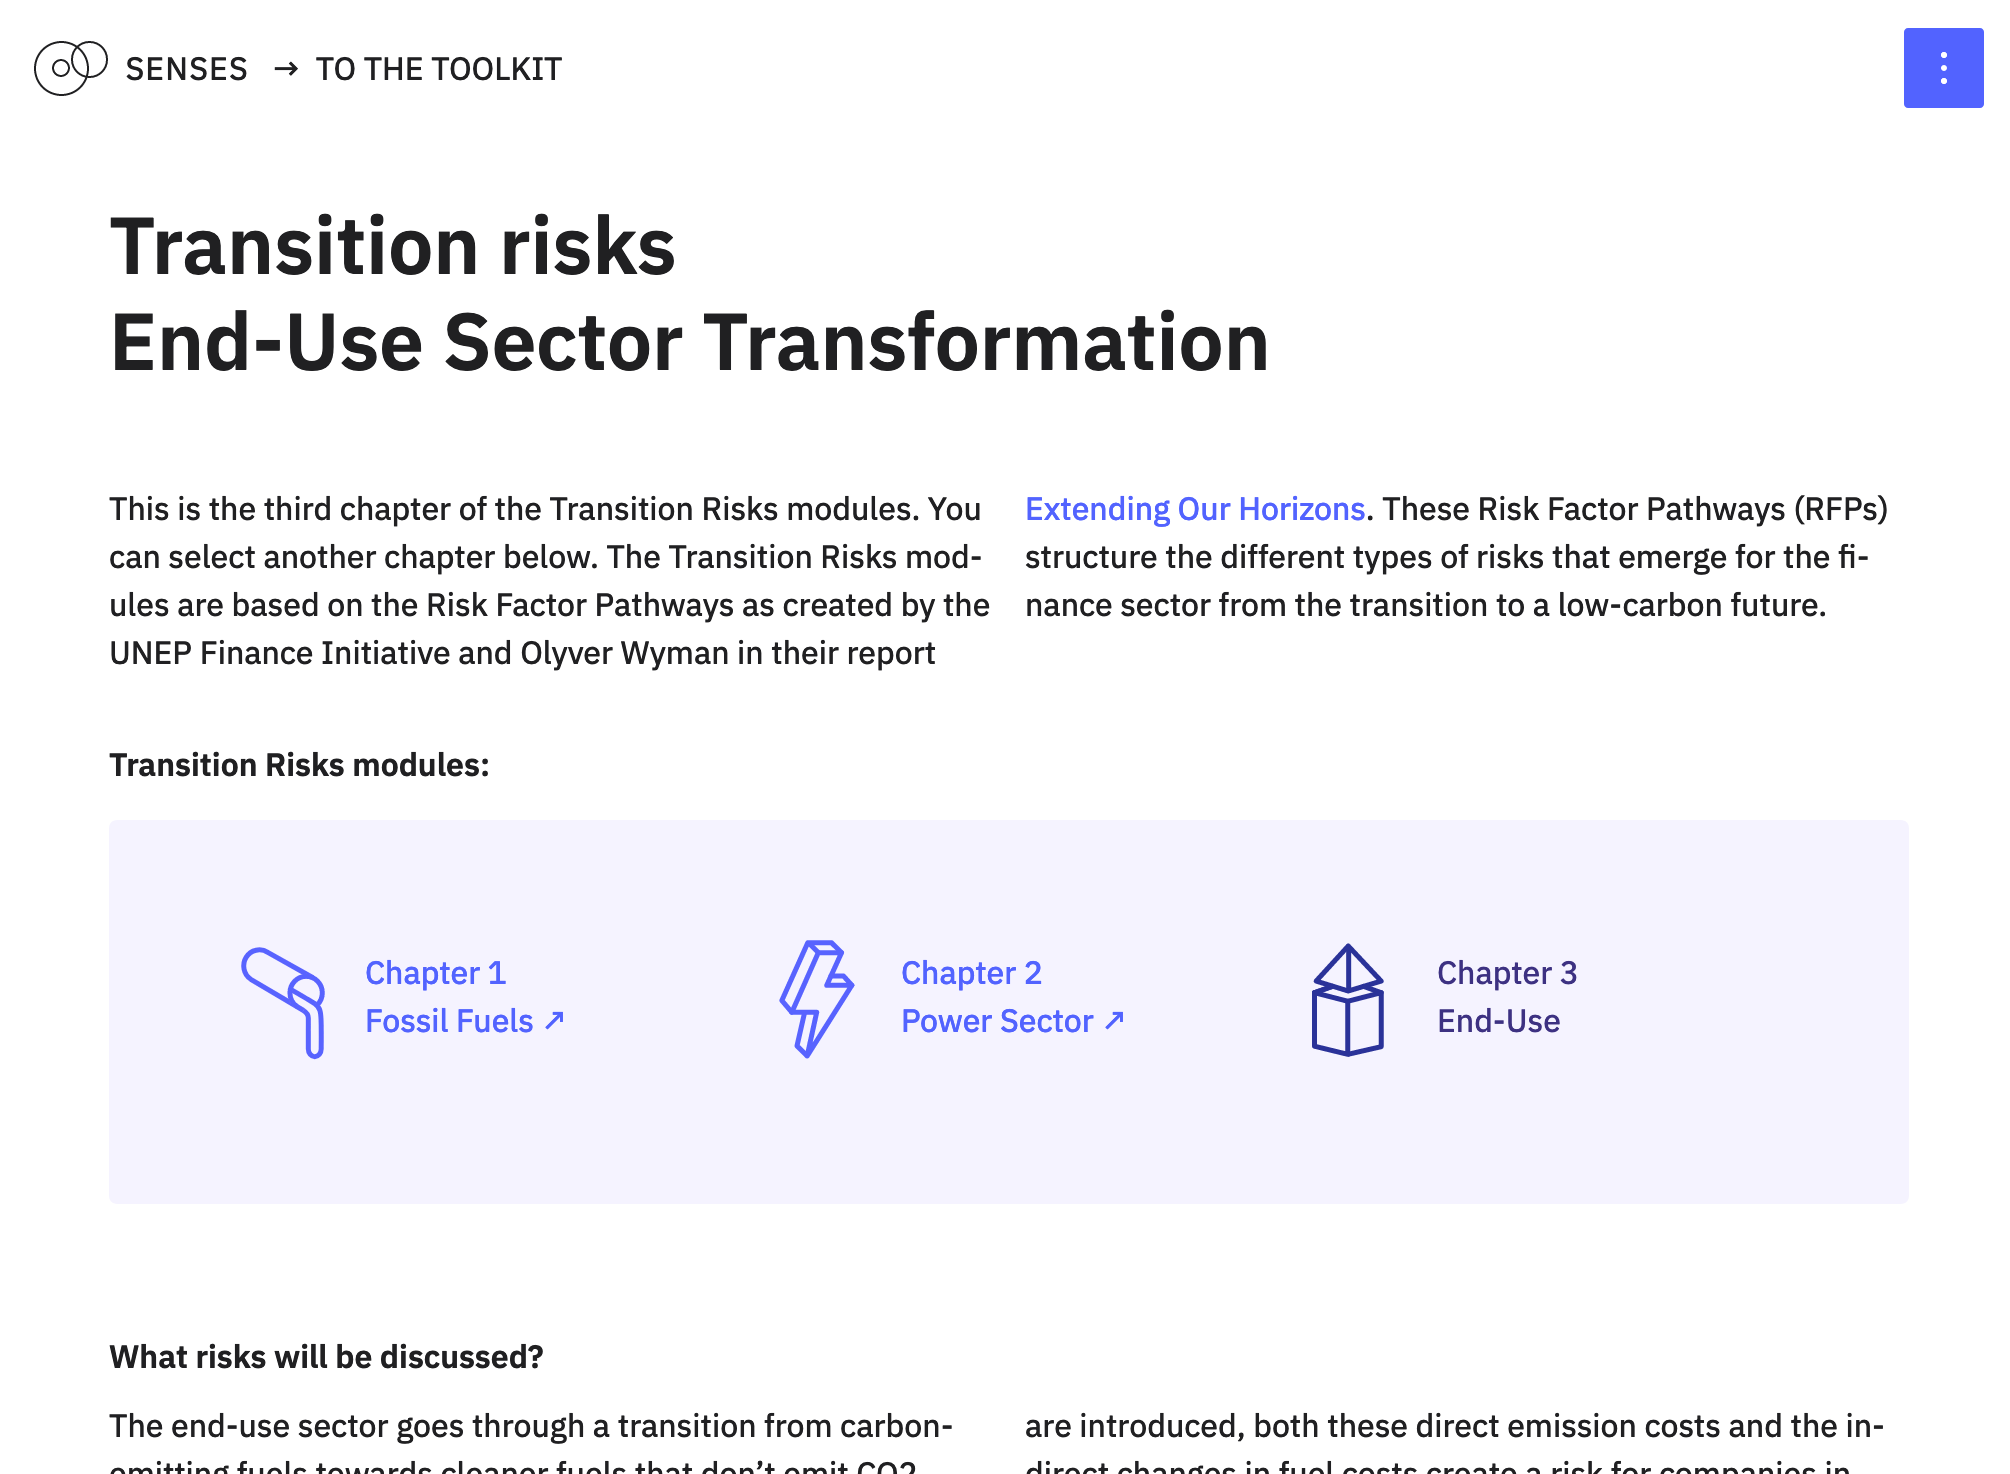 SENSES → TO THE TOOLKIT
Transition risks
End-Use Sector Transformation
This is the third chapter of the Transition Risks modules. You
can select another chapter below. The Transition Risks mod-
ules are based on the Risk Factor Pathways as created by the
UNEP Finance Initiative and Olyver Wyman in their report
Extending Our Horizons. These Risk Factor Pathways (RFPs)
structure the different types of risks that emerge for the fi-
nance sector from the transition to a low-carbon future.
Transition Risks modules:
Chapter 1
Fossil Fuels ↗
Chapter 2
Power Sector ↗
Chapter 3
End-Use
What risks will be discussed?
The end-use sector goes through a transition from carbon-
emitting fuels towards cleaner fuels that don’t emit CO2.
are introduced, both these direct emission costs and the in-
direct changes in fuel costs create a risk for companies in